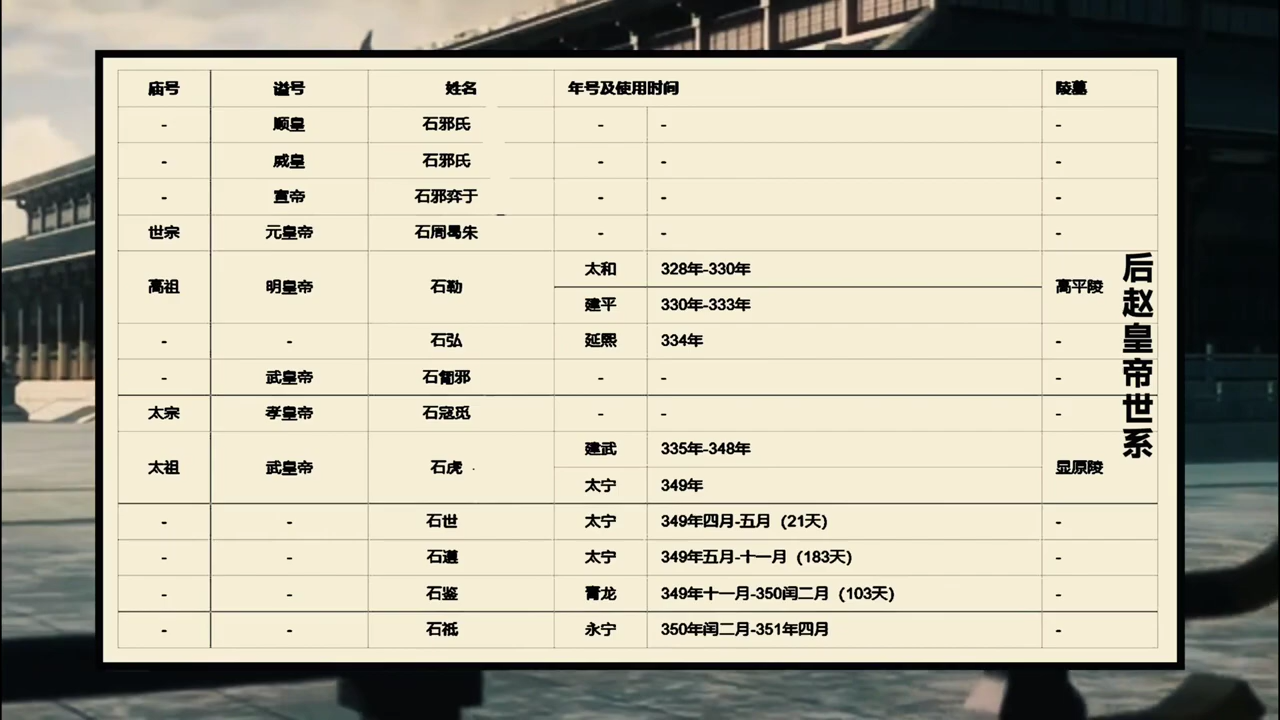 庙号 谥号 姓名 年号及使用时间 陵墓
- 顺皇 石邪氏 - - -
- 威皇 石邪氏 - - -
- 宣帝 石邪弈于 - - -
世宗 元皇帝 石周曷朱 - - -
高祖 明皇帝 石勒 太和 328年-330年 高平陵
建平 330年-333年
- - 石弘 延熙 334年 -
- 武皇帝 石㔨邪 - - -
太宗 孝皇帝 石寇觅 - - -
太祖 武皇帝 石虎 建武 335年-348年 显原陵
太宁 349年
- - 石世 太宁 349年四月-五月（21天） -
- - 石遵 太宁 349年五月-十一月（183天） -
- - 石鉴 青龙 349年十一月-350闰二月（103天） -
- - 石祗 永宁 350年闰二月-351年四月 -
后赵皇帝世系